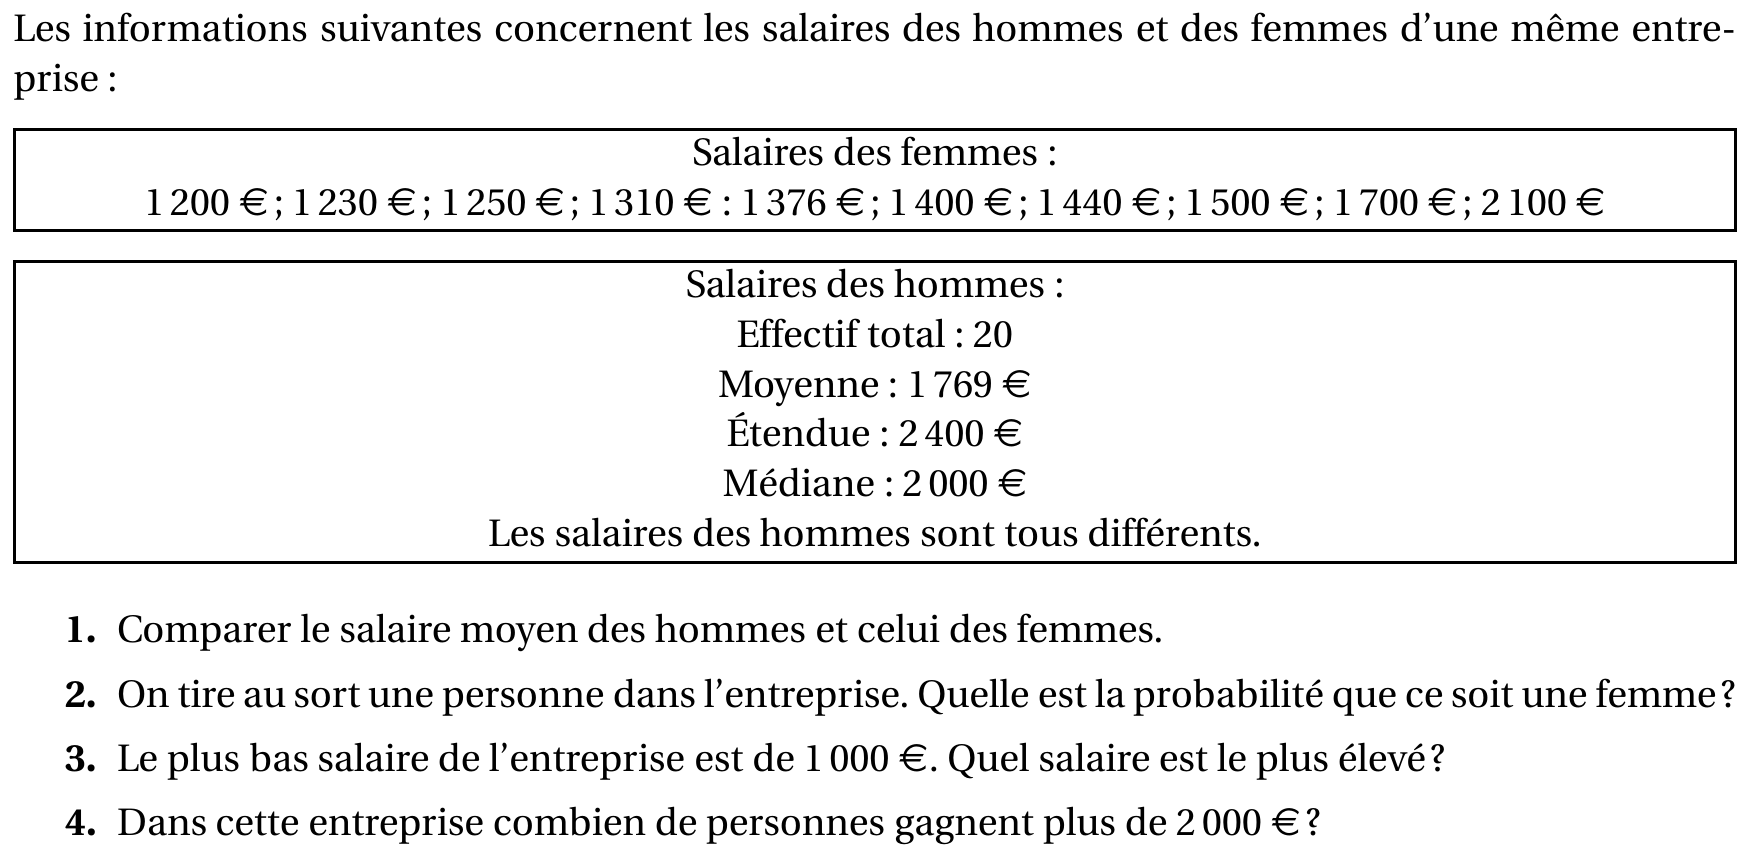 Les informations suivantes concernent les salaires des hommes et des femmes d'une même entre-
prise :
Salaires des femmes :
1 200 € ; 1 230 € ; 1 250 € ; 1 310 € : 1 376 € ; 1 400 € ; 1 440 € ; 1 500 € ; 1 700 € ; 2 100 €
Salaires des hommes :
Effectif total : 20
Moyenne : 1 769 €
Étendue : 2 400 €
Médiane : 2 000 €
Les salaires des hommes sont tous différents.
1. Comparer le salaire moyen des hommes et celui des femmes.
2. On tire au sort une personne dans l'entreprise. Quelle est la probabilité que ce soit une femme ?
3. Le plus bas salaire de l'entreprise est de 1 000 €. Quel salaire est le plus élevé ?
4. Dans cette entreprise combien de personnes gagnent plus de 2 000 € ?